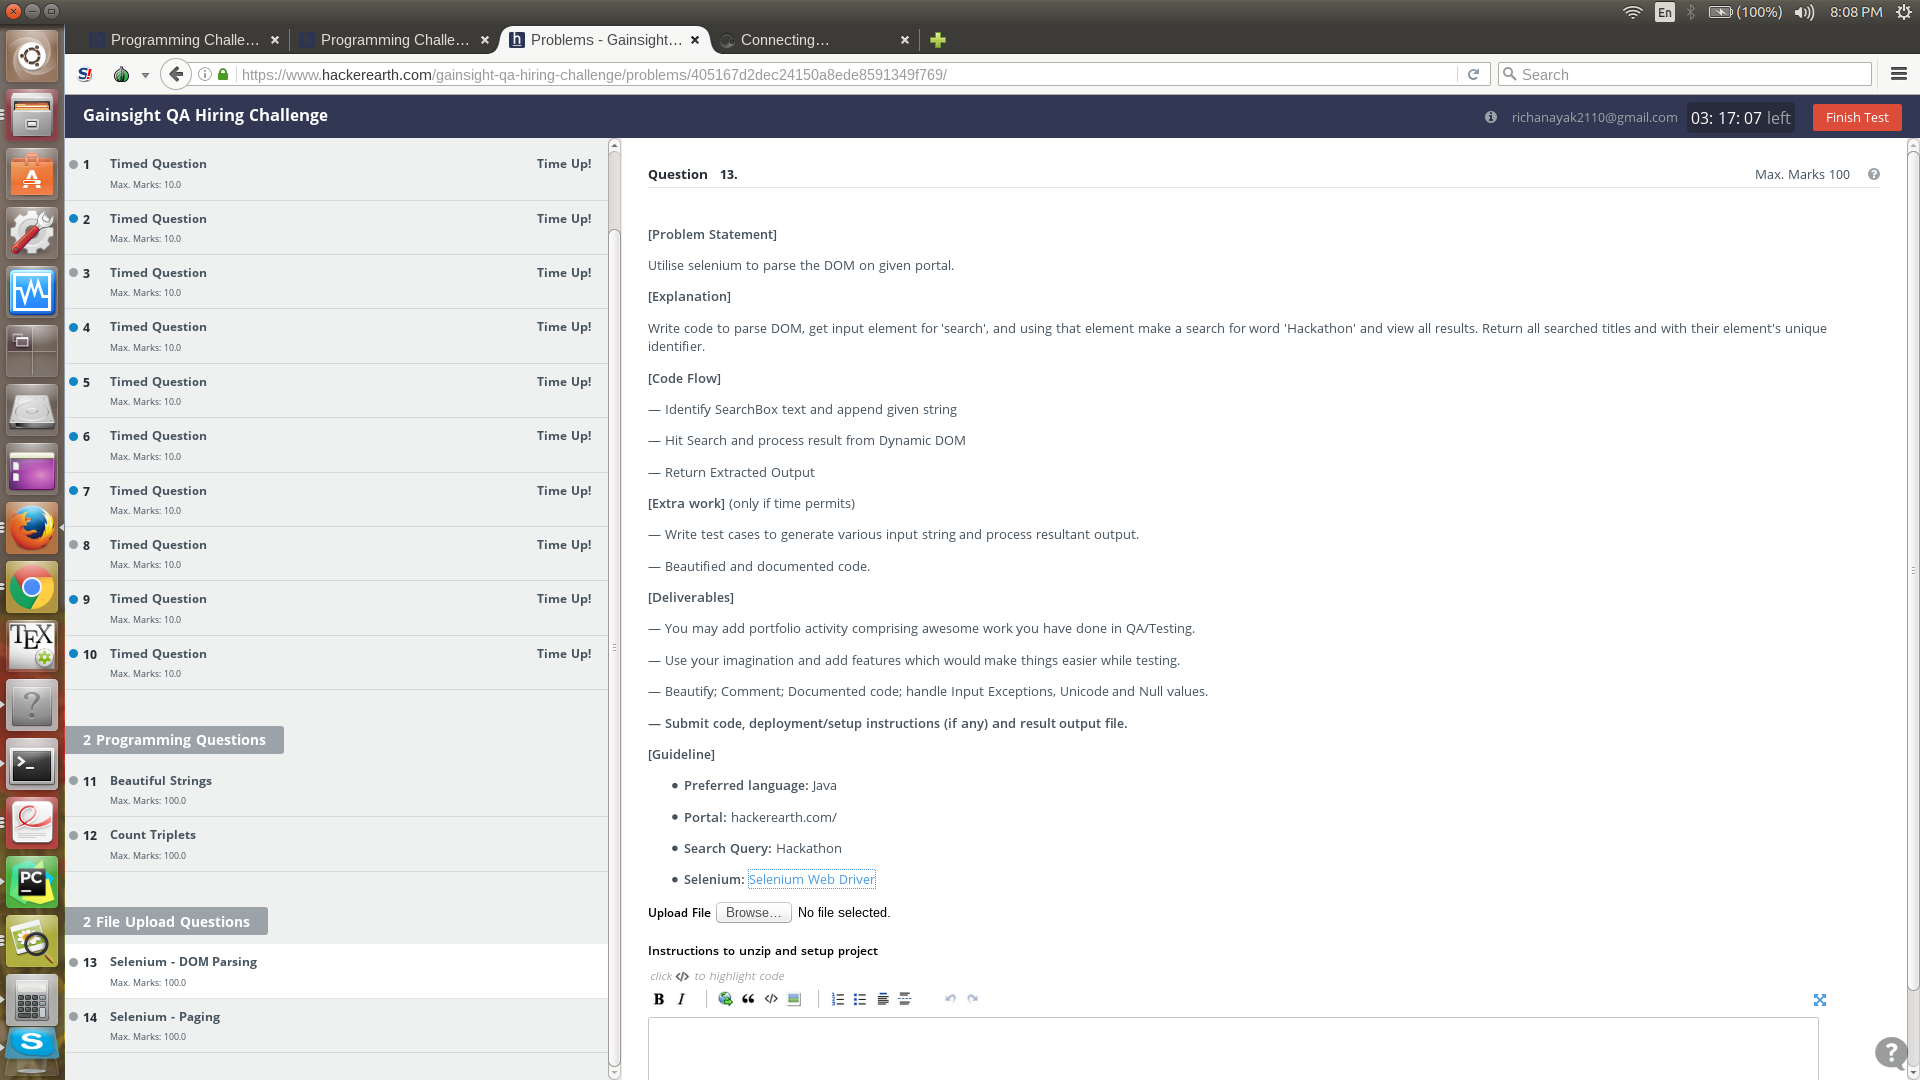 En (100%) 8:08 PM
Programming Challe... × Programming Challe... × Problems - Gainsight... × Connecting... ×
https://www.hackerearth.com/gainsight-qa-hiring-challenge/problems/405167d2dec24150a8ede8591349f769/ Search
Gainsight QA Hiring Challenge richanayak2110@gmail.com 03: 17: 07 left Finish Test
1 Timed Question Time Up!
Max. Marks: 10.0
2 Timed Question Time Up!
Max. Marks: 10.0
3 Timed Question Time Up!
Max. Marks: 10.0
4 Timed Question Time Up!
Max. Marks: 10.0
5 Timed Question Time Up!
Max. Marks: 10.0
6 Timed Question Time Up!
Max. Marks: 10.0
7 Timed Question Time Up!
Max. Marks: 10.0
8 Timed Question Time Up!
Max. Marks: 10.0
9 Timed Question Time Up!
Max. Marks: 10.0
10 Timed Question Time Up!
Max. Marks: 10.0
2 Programming Questions
11 Beautiful Strings
Max. Marks: 100.0
12 Count Triplets
Max. Marks: 100.0
2 File Upload Questions
13 Selenium - DOM Parsing
Max. Marks: 100.0
14 Selenium - Paging
Max. Marks: 100.0
Question 13. Max. Marks 100
[Problem Statement]
Utilise selenium to parse the DOM on given portal.
[Explanation]
Write code to parse DOM, get input element for 'search', and using that element make a search for word 'Hackathon' and view all results. Return all searched titles and with their element's unique
identifier.
[Code Flow]
— Identify SearchBox text and append given string
— Hit Search and process result from Dynamic DOM
— Return Extracted Output
[Extra work] (only if time permits)
— Write test cases to generate various input string and process resultant output.
— Beautified and documented code.
[Deliverables]
— You may add portfolio activity comprising awesome work you have done in QA/Testing.
— Use your imagination and add features which would make things easier while testing.
— Beautify; Comment; Documented code; handle Input Exceptions, Unicode and Null values.
— Submit code, deployment/setup instructions (if any) and result output file.
[Guideline]
• Preferred language: Java
• Portal: hackerearth.com/
• Search Query: Hackathon
• Selenium: Selenium Web Driver
Upload File Browse... No file selected.
Instructions to unzip and setup project
click </> to highlight code
B I